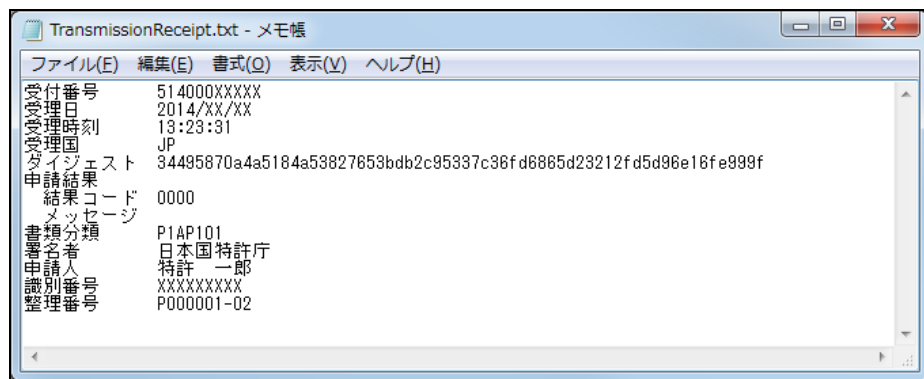 TransmissionReceipt.txt - メモ帳
ファイル(F) 編集(E) 書式(O) 表示(V) ヘルプ(H)
受付番号 514000XXXXX
受理日 2014/XX/XX
受理時刻 13:23:31
受理国 JP
ダイジェスト 34495870a4a5184a53827653bdb2c95337c36fd6865d23212fd5d96e16fe999f
申請結果
結果コード 0000
メッセージ
書類分類 P1AP101
署名者 日本国特許庁
申請人 特許 一郎
識別番号 XXXXXXXXX
整理番号 P000001-02